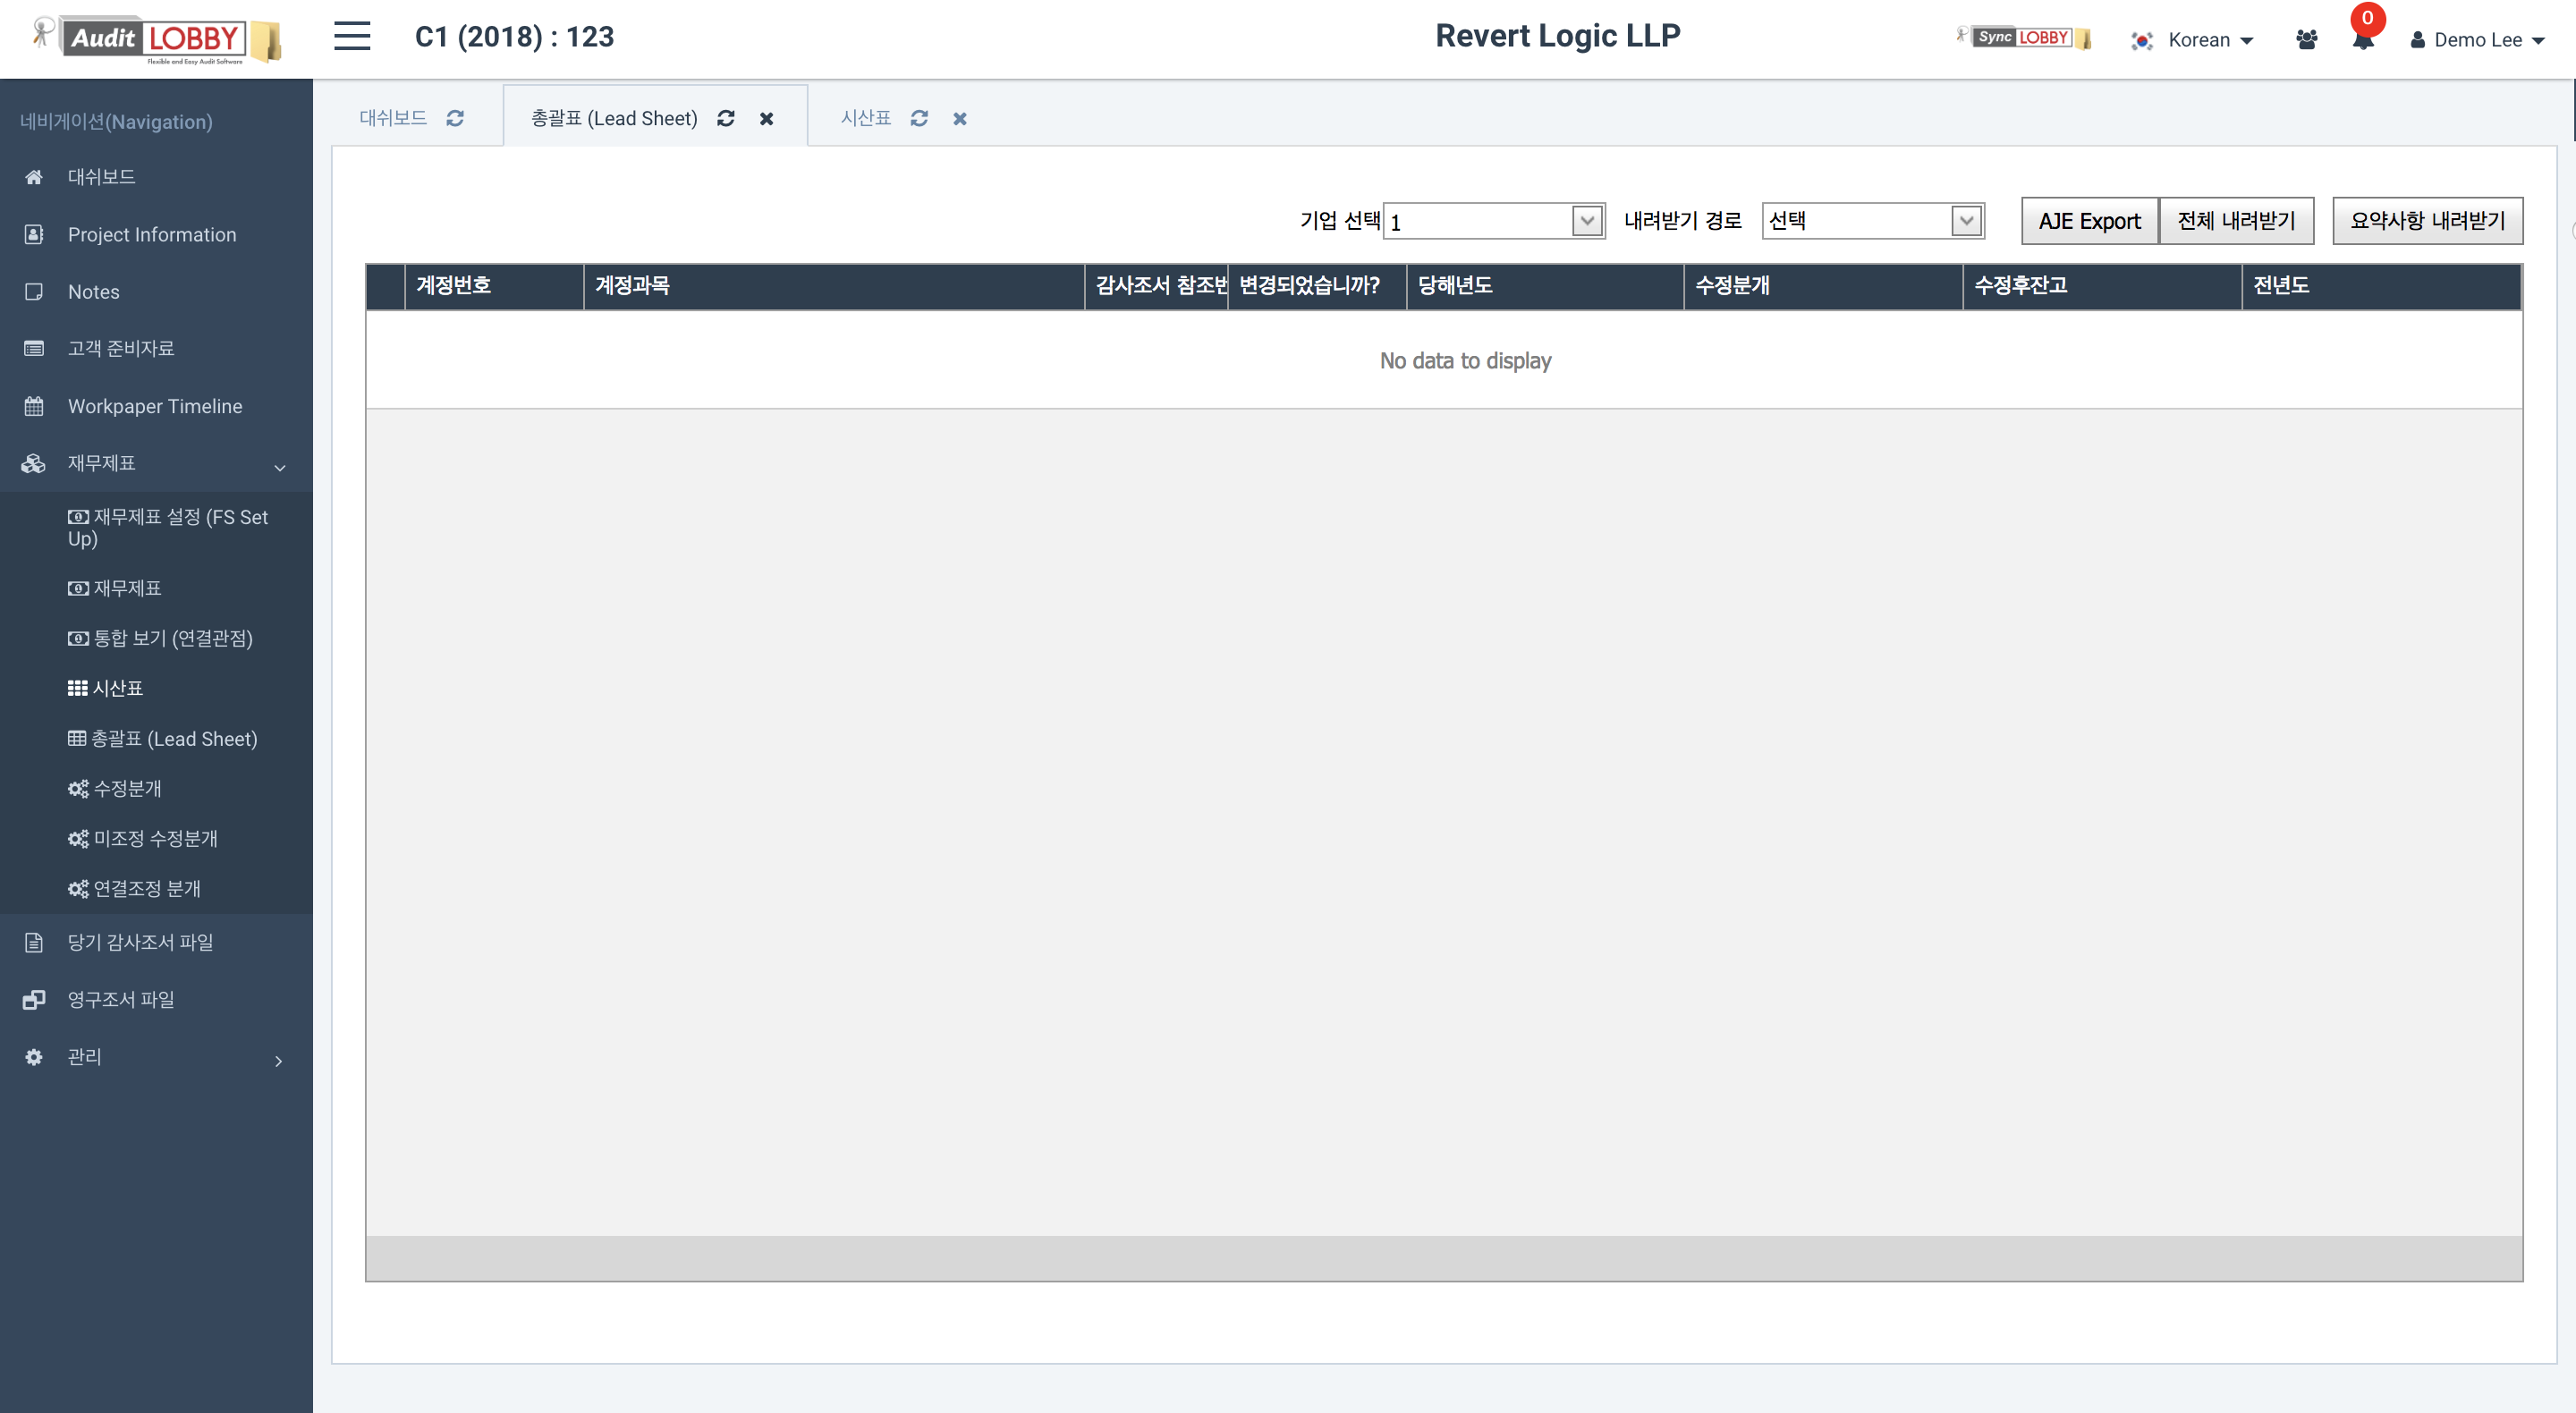 Audit LOBBY
Flexible and Easy Audit Software
C1 (2018) : 123
Revert Logic LLP
Sync LOBBY
Korean
0
Demo Lee
네비게이션(Navigation)
대쉬보드
Project Information
Notes
고객 준비자료
Workpaper Timeline
재무제표
재무제표 설정 (FS Set
Up)
재무제표
통합 보기 (연결관점)
시산표
총괄표 (Lead Sheet)
수정분개
미조정 수정분개
연결조정 분개
당기 감사조서 파일
영구조서 파일
관리
대쉬보드
총괄표 (Lead Sheet)
시산표
기업 선택 1
내려받기 경로 선택
AJE Export
전체 내려받기
요약사항 내려받기
계정번호
계정과목
감사조서 참조번
변경되었습니까?
당해년도
수정분개
수정후잔고
전년도
No data to display